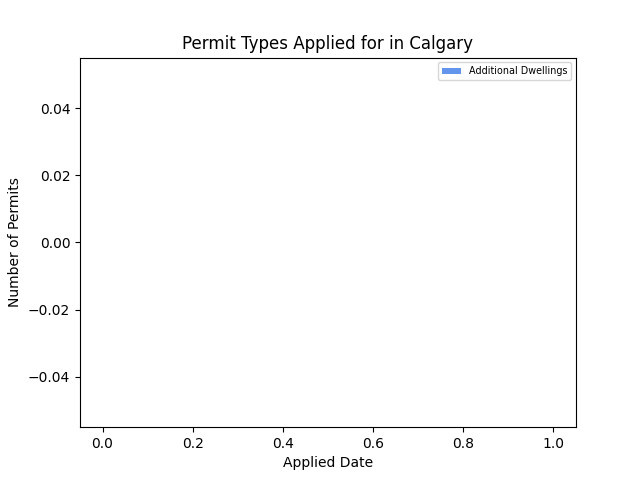 Permit Types Applied for in Calgary
Additional Dwellings
0.04
0.02
0.00
−0.02
−0.04
Number of Permits
0.0 0.2 0.4 0.6 0.8 1.0
Applied Date